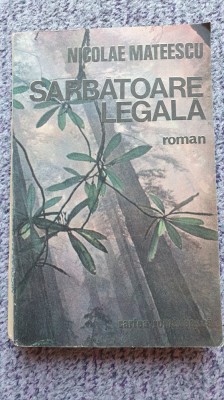 NICOLAE MATEESCU
SARBATOARE
LEGALA
roman